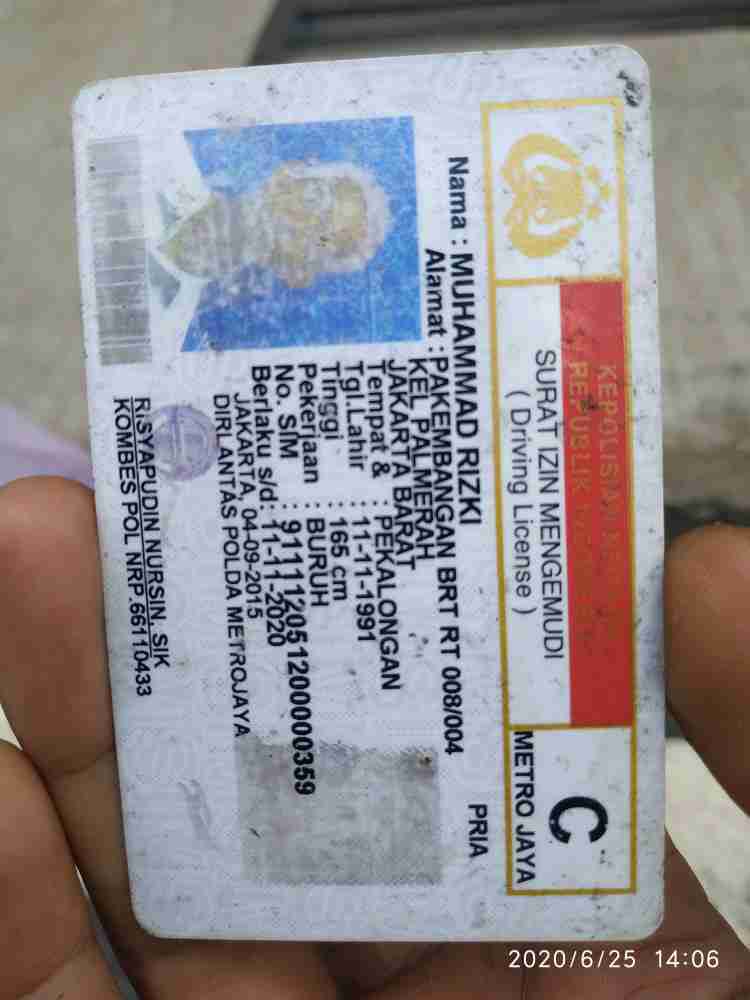 KEPOLISIAN
REPUBLIK
SURAT IZIN MENGEMUDI
( Driving License )
C
METRO JAYA
Nama : MUHAMMAD RIZKI
PRIA
Alamat : PAKEMBANGAN BRT RT 008/004
KEL PALMERAH
JAKARTA BARAT
Tempat & : PEKALONGAN
Tgl.Lahir : 11-11-1991
Tinggi : 165 cm
Pekerjaan : BURUH
No. SIM : 911112051200000359
Berlaku s/d : 11-11-2020
JAKARTA, 04-09-2015
DIRLANTAS POLDA METROJAYA
RISYAPUDIN NURSIN. SIK
KOMBES POL NRP.66110433
2020/6/25 14:06